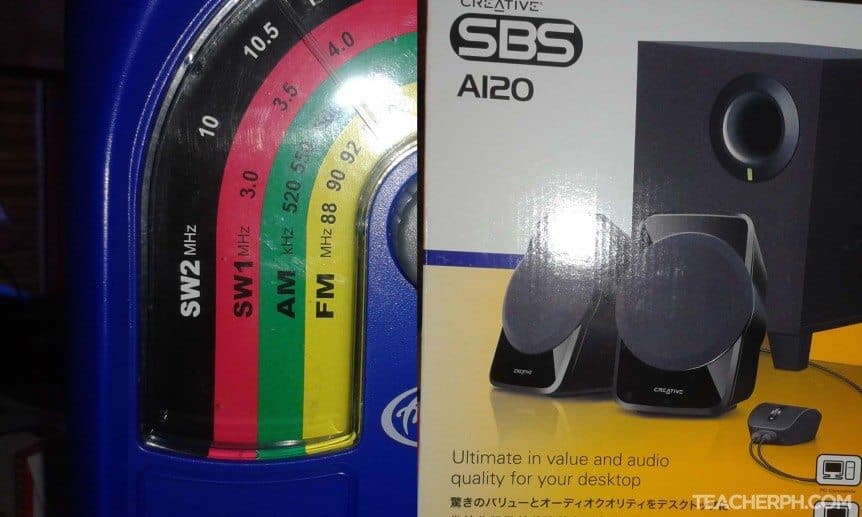 10.5
10
SW2 MHz
4.0
3.5
3.0
SW1 MHz
520
AM kHz
92
90
88
FM MHz
CREATIVE
SBS
A120
CREATIVE
CREATIVE
Ultimate in value and audio
quality for your desktop
驚きのバリューとオーディオクオリティをデスクトップに
TEACHERPH.COM